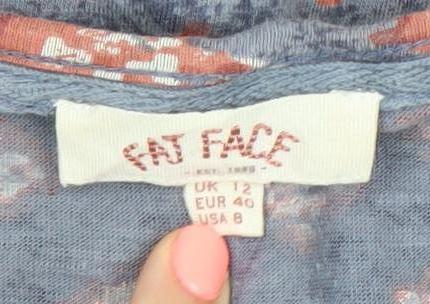 FAT FACE
- EST. 1988 -
UK 12
EUR 40
USA 8